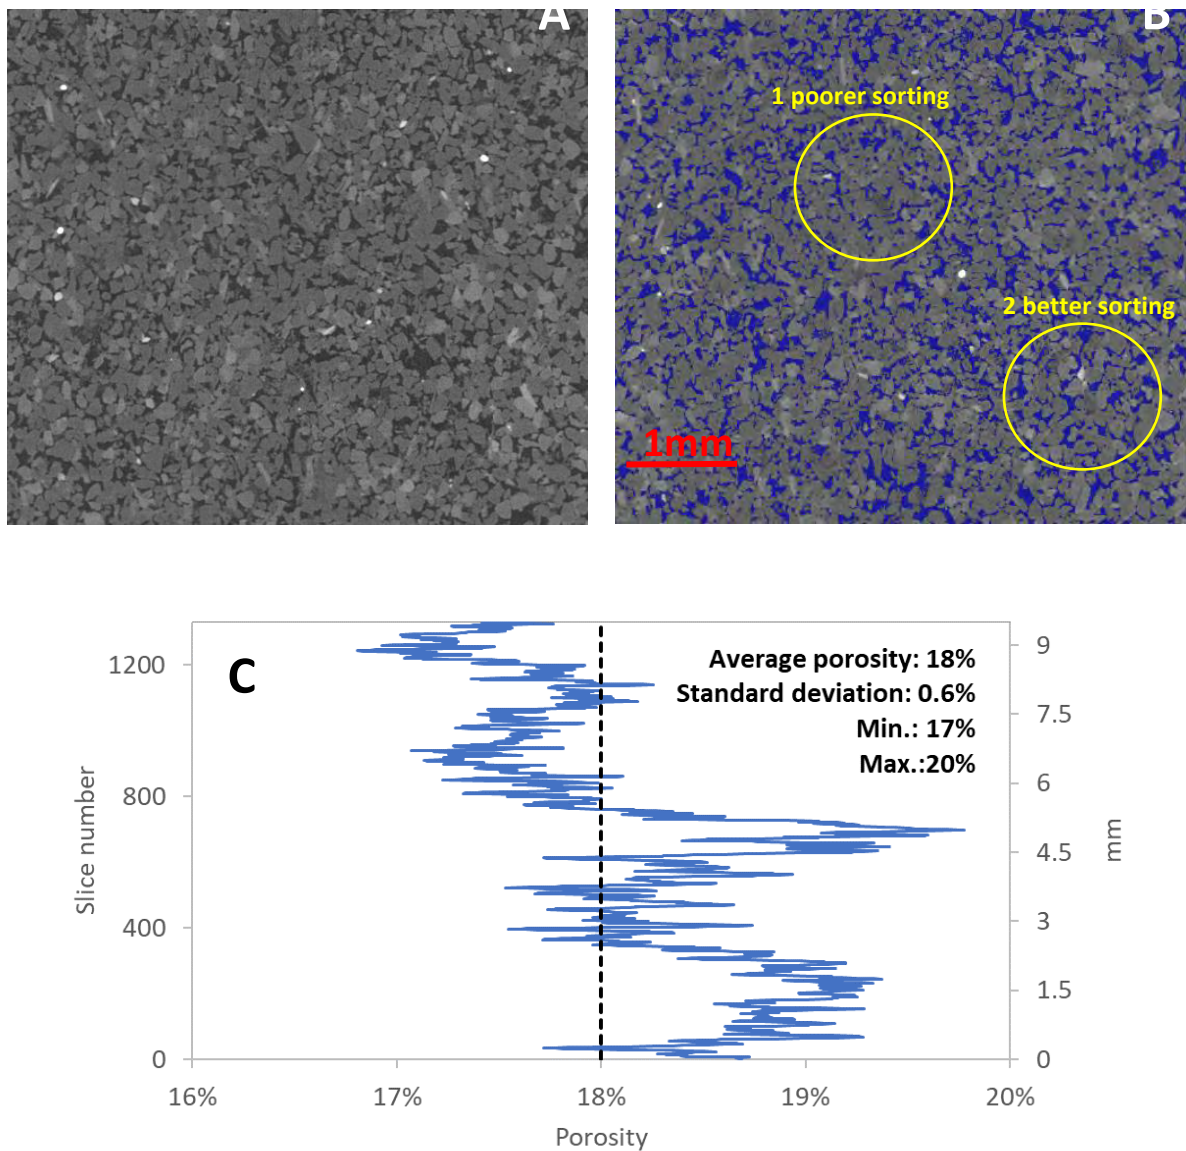 A
B
1 poorer sorting
2 better sorting
1mm
C
Average porosity: 18%
Standard deviation: 0.6%
Min.: 17%
Max.:20%
1200
800
400
0
Slice number
9
7.5
6
4.5
3
1.5
0
mm
16%
17%
18%
19%
20%
Porosity